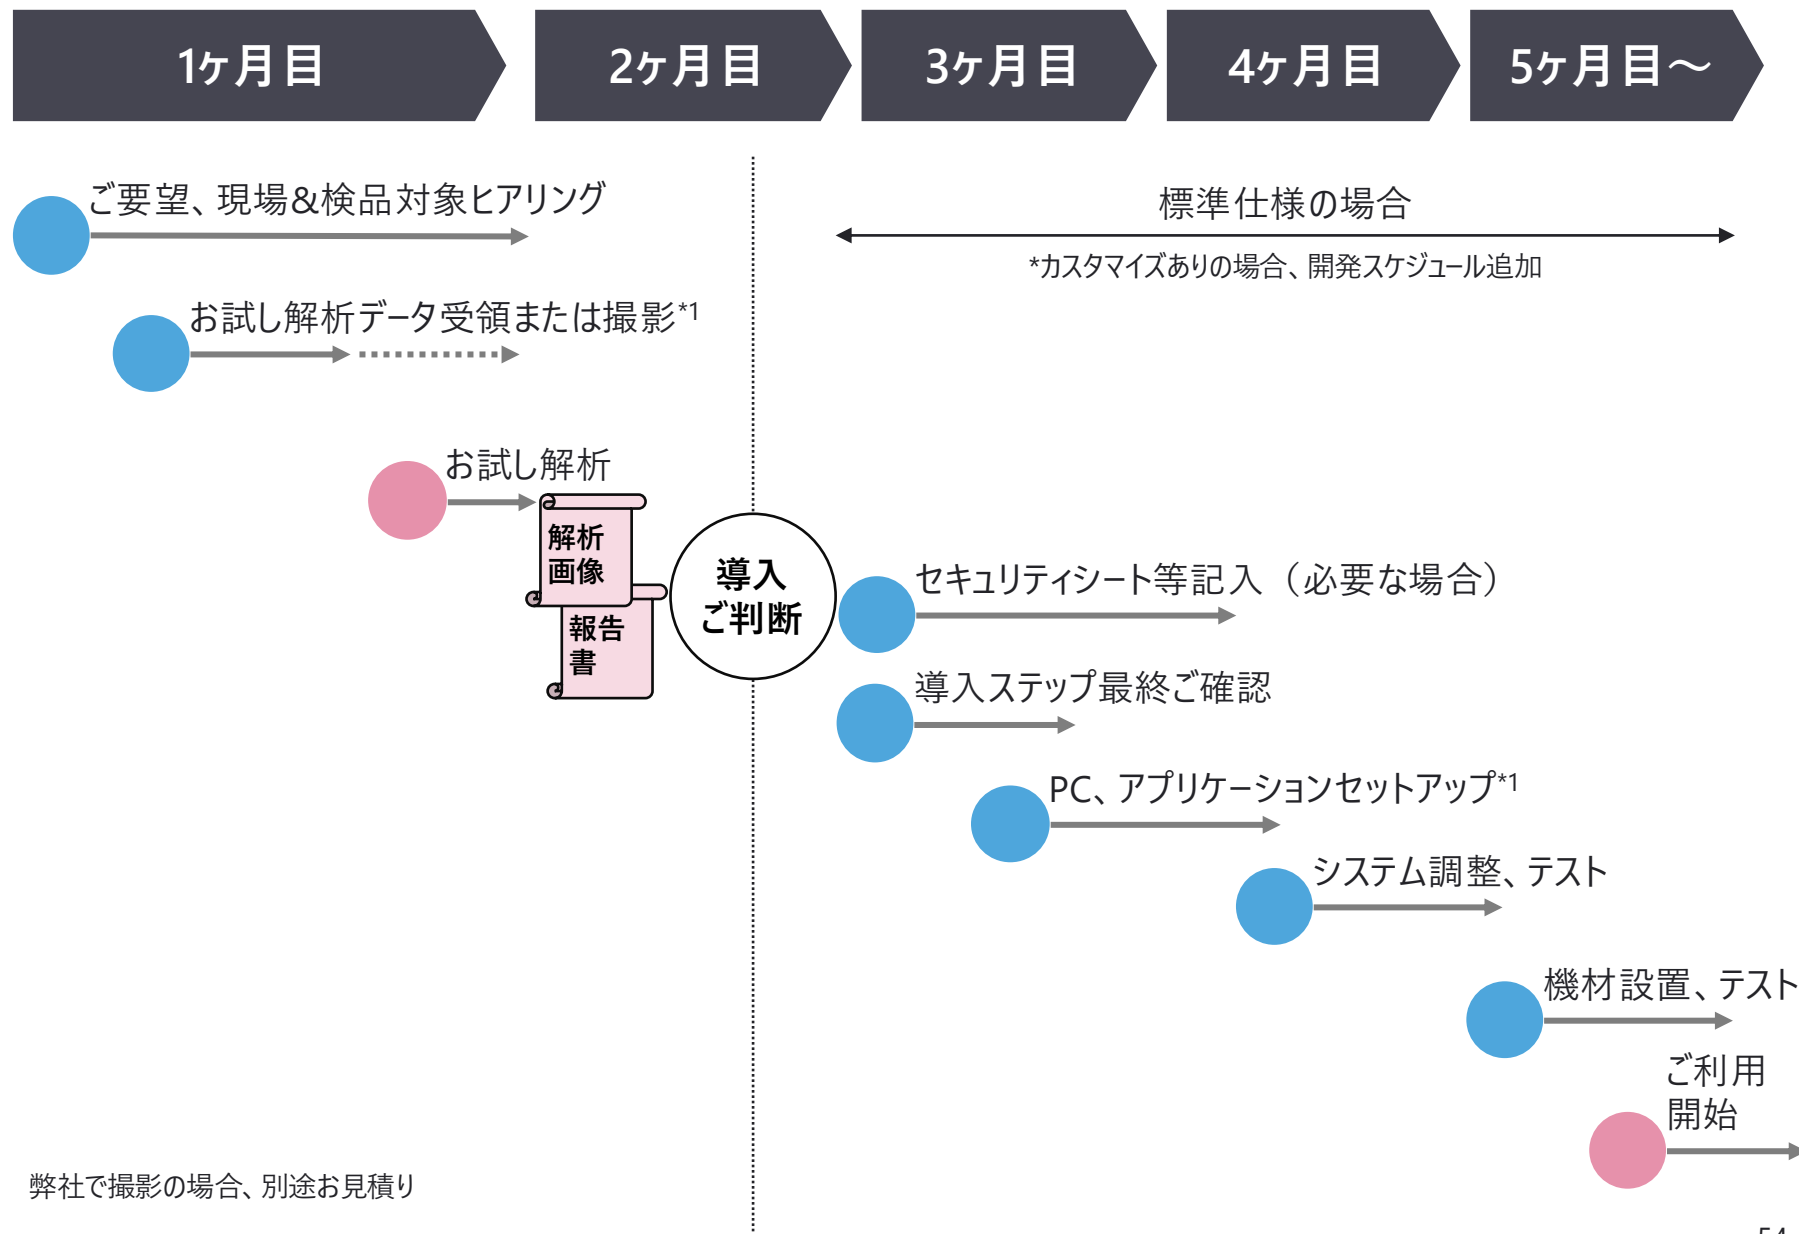 1ヶ月目
2ヶ月目
3ヶ月目
4ヶ月目
5ヶ月目～
ご要望、現場&検品対象ヒアリング
標準仕様の場合
*カスタマイズありの場合、開発スケジュール追加
お試し解析データ受領または撮影*1
お試し解析
解析
画像
報告
書
導入
ご判断
セキュリティシート等記入（必要な場合）
導入ステップ最終ご確認
PC、アプリケーションセットアップ*1
システム調整、テスト
機材設置、テスト
ご利用
開始
弊社で撮影の場合、別途お見積り